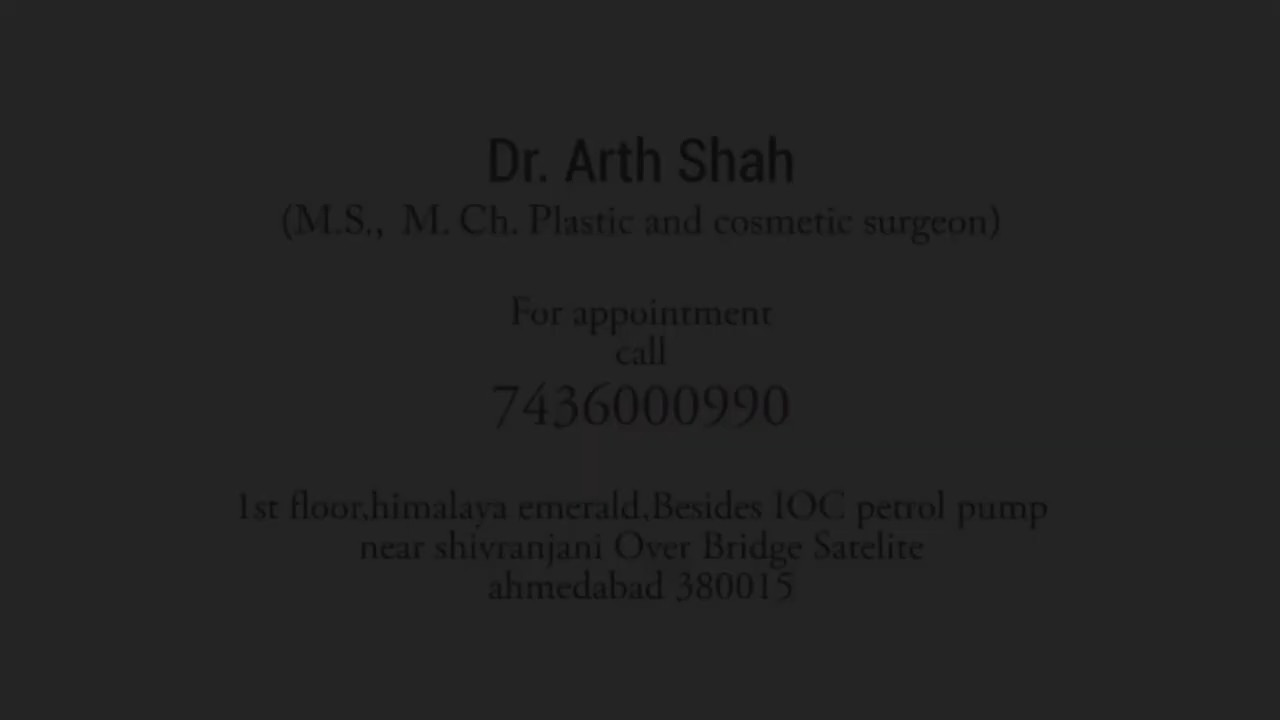 Dr. Arth Shah
(M.S., M. Ch. Plastic and cosmetic surgeon)
For appointment
call
7436000990
1st floor,himalaya emerald,Besides IOC petrol pump
near shivranjani Over Bridge Satelite
ahmedabad 380015